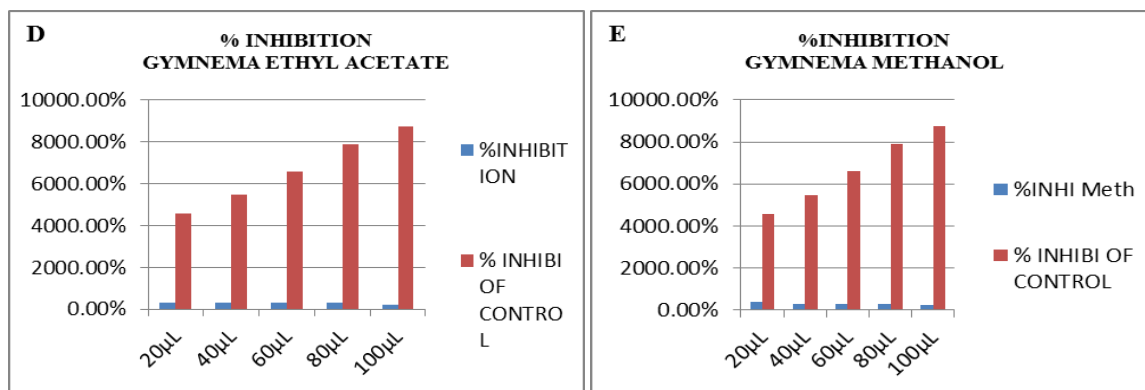 D
% INHIBITION
GYMNEMA ETHYL ACETATE
10000.00%
8000.00%
6000.00%
4000.00%
2000.00%
0.00%
20µL
40µL
60µL
80µL
100µL
%INHIBIT
ION
% INHIBI
OF
CONTRO
L
E
%INHIBITION
GYMNEMA METHANOL
10000.00%
8000.00%
6000.00%
4000.00%
2000.00%
0.00%
20µL
40µL
60µL
80µL
100µL
%INHI Meth
% INHIBI OF
CONTROL